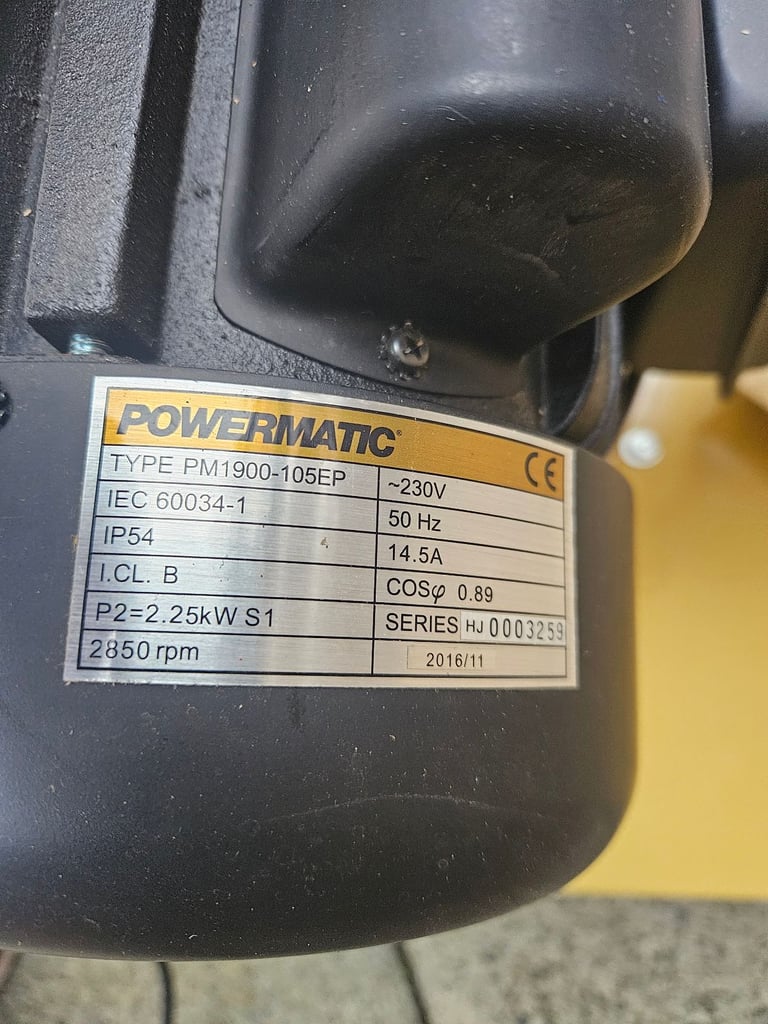 POWERMATIC®
CE
TYPE PM1900-105EP
~230V
IEC 60034-1
50 Hz
IP54
14.5A
I.CL. B
COSφ 0.89
P2=2.25kW S1
SERIES HJ 0003259
2850 rpm
2016/11